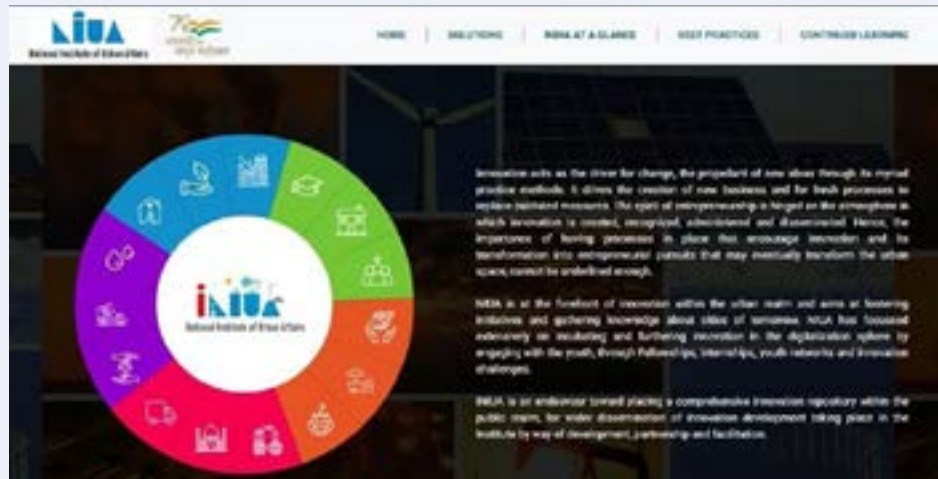 NIUA
National Institute of Urban Affairs
HOME | SOLUTIONS | INDIA AT A GLANCE | BEST PRACTICES | CONTINUED LEARNING
Innovation acts as the driver for change, the propellant of new ideas through its myriad
practice methods. It drives the creation of new business and for fresh processes to
replace outdated measures. The spirit of entrepreneurship is hinged on the atmosphere in
which innovation is created, recognized, administered and disseminated. Hence, the
importance of having processes in place that encourage innovation and its
transformation into entrepreneurial pursuits that may eventually transform the urban
space, cannot be underlined enough.
NIUA is at the forefront of innovation within the urban realm and aims at fostering
initiatives and gathering knowledge about cities of tomorrow. NIUA has focussed
extensively on incubating and furthering innovation in the digitalization sphere by
engaging with the youth, through Fellowships, internships, youth networks and innovation
challenges.
INIUA is an endeavour toward placing a comprehensive innovation repository within the
public realm, for wider dissemination of innovation development taking place in the
institute by way of development, partnership and facilitation.
iNIUA
National Institute of Urban Affairs